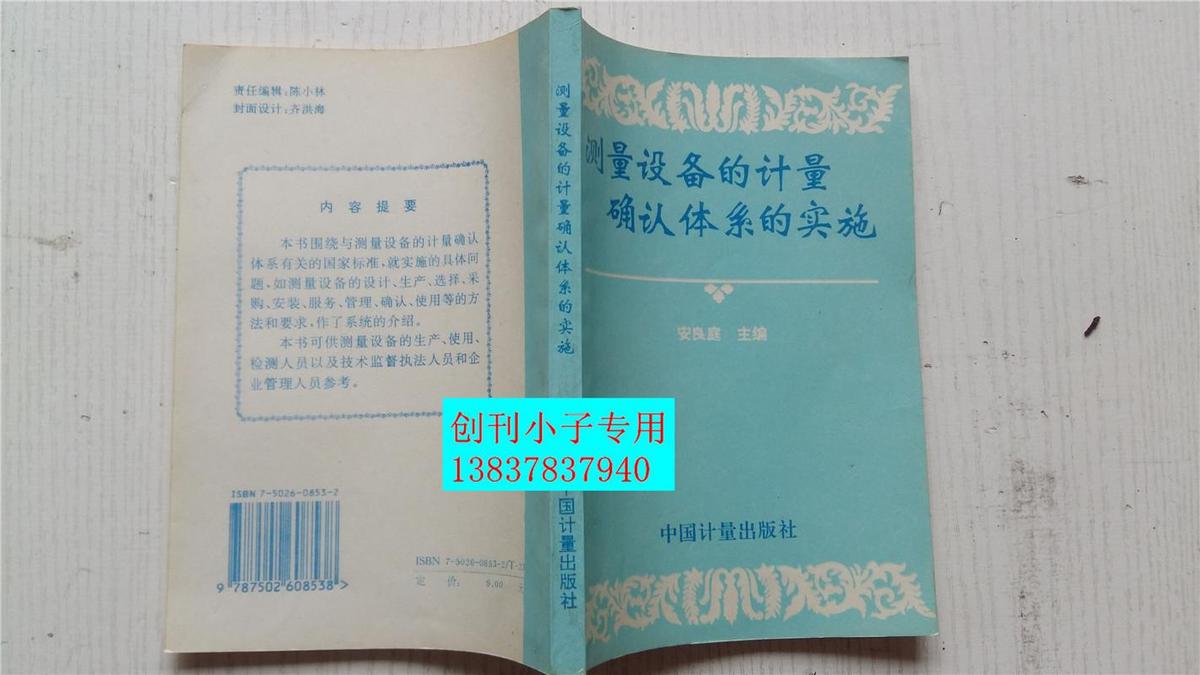 责任编辑:陈小林
封面设计:齐洪海
内容提要
本书围绕与测量设备的计量确认
体系有关的国家标准,就实施的具体问
题,如测量设备的设计、生产、选择、采
购、安装、服务、管理、确认、使用等的方
法和要求,作了系统的介绍。
本书可供测量设备的生产、使用、
检测人员以及技术监督执法人员和企
业管理人员参考。
ISBN 7-5026-0853-2
9 787502 608538 >
ISBN 7-5026-0853-2/T·
定 价: 9.00 元
测量设备的计量确认体系的实施
中国计量出版社
测量设备的计量
确认体系的实施
安良庭 主编
中国计量出版社
创刊小子专用
13837837940